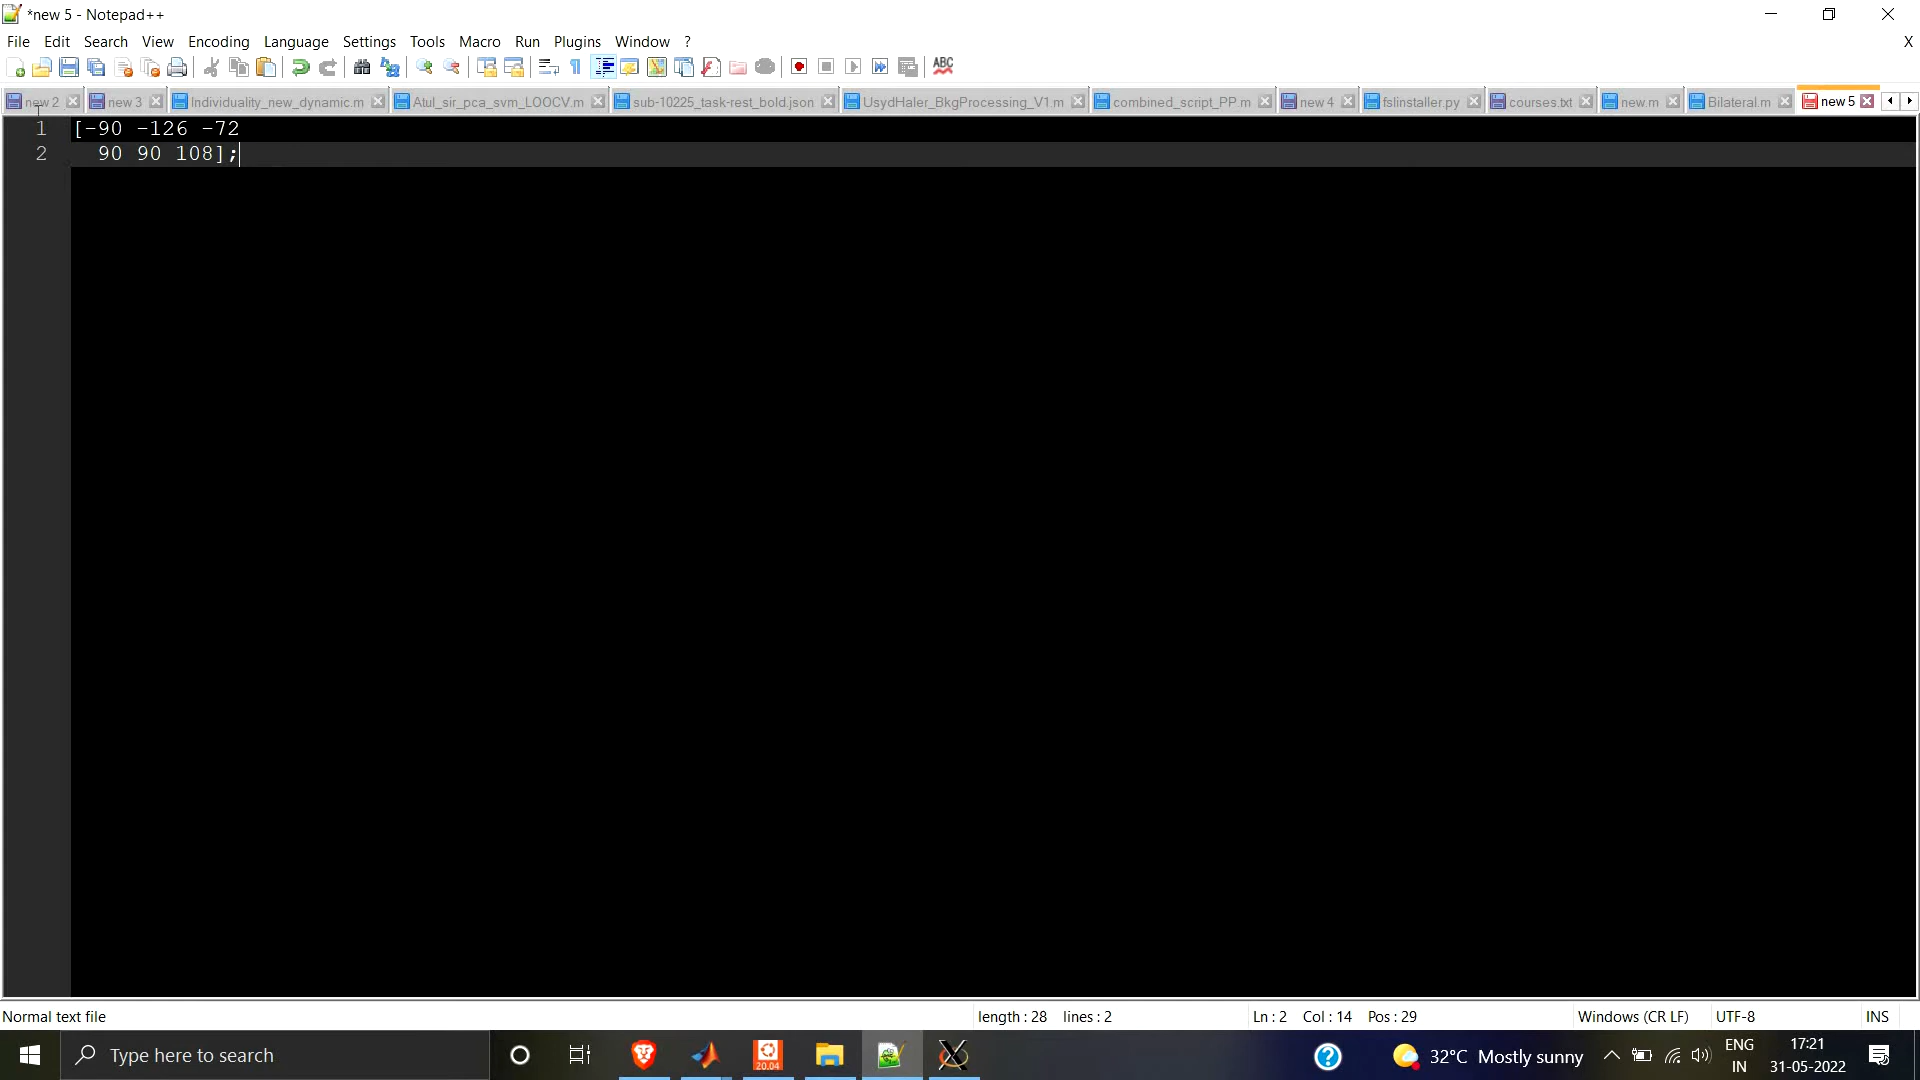 *new 5 - Notepad++
File Edit Search View Encoding Language Settings Tools Macro Run Plugins Window ? X
ABC
new 2 new 3 Individuality_new_dynamic.m Atul_sir_pca_svm_LOOCV.m sub-10225_task-rest_bold.json UsydHaler_BkgProcessing_V1.m combined_script_PP.m new 4 fslinstaller.py courses.txt new.m Bilateral.m new 5
1 [-90 -126 -72
2 90 90 108];
Normal text file length : 28 lines : 2 Ln : 2 Col : 14 Pos : 29 Windows (CR LF) UTF-8 INS
Type here to search 20.04 32°C Mostly sunny ENG 17:21
IN 31-05-2022